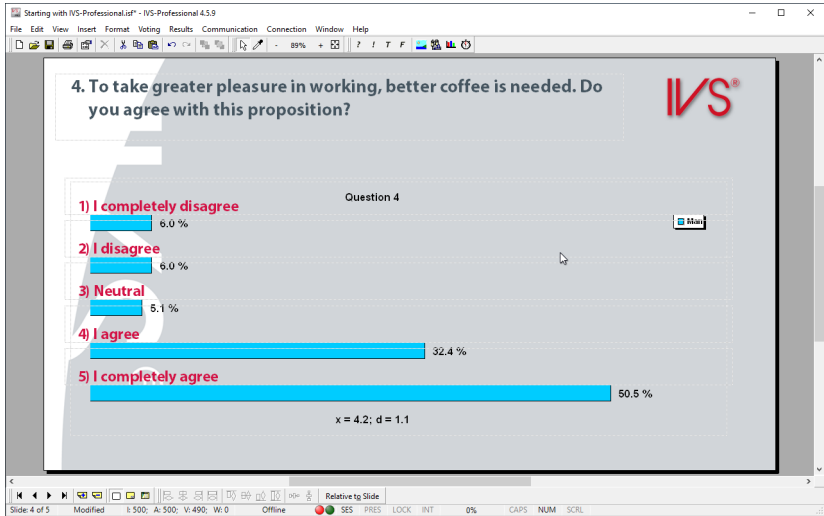 Starting with IVS-Professional.isf* - IVS-Professional 4.5.9
File Edit View Insert Format Voting Results Communication Connection Window Help
- 89% + ? ! T F
4. To take greater pleasure in working, better coffee is needed. Do
you agree with this proposition?
IVS®
Question 4
1) I completely disagree
6.0 %
Man
2) I disagree
6.0 %
3) Neutral
5.1 %
4) I agree
32.4 %
5) I completely agree
50.5 %
x = 4.2; d = 1.1
Relative to Slide
Slide: 4 of 5 Modified I: 500; A: 500; V: 490; W: 0 Offline SES PRES LOCK INT 0% CAPS NUM SCRL